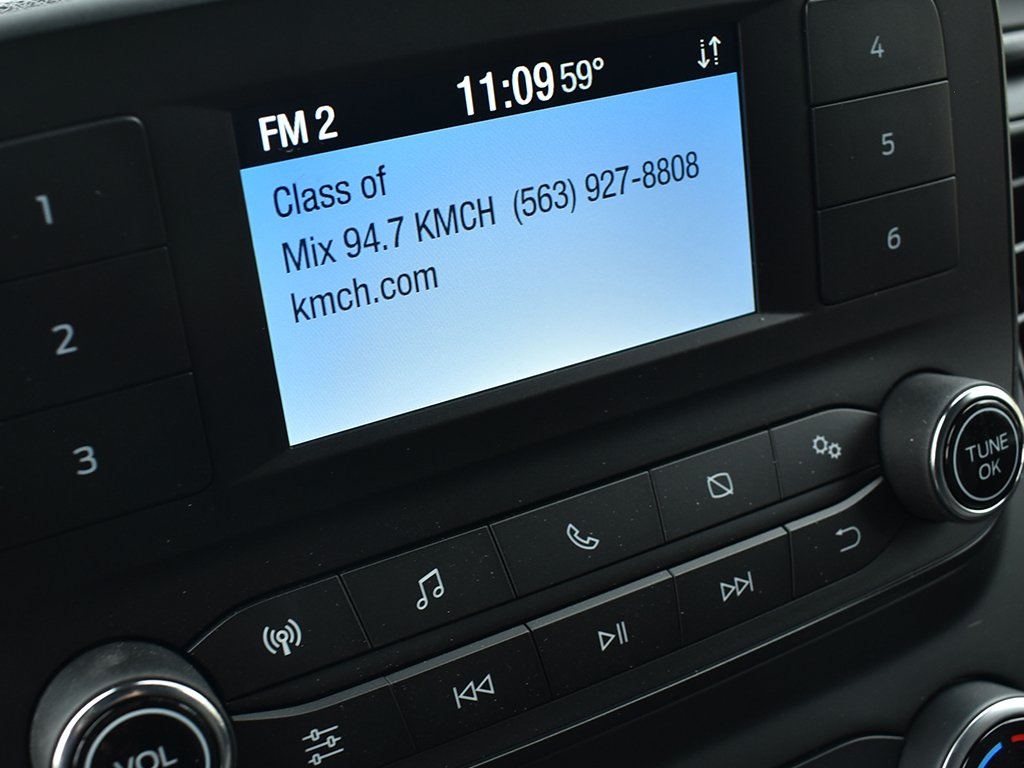 FM 2 11:09 59°
Class of
Mix 94.7 KMCH (563) 927-8808
kmch.com
1
2
3
4
5
6
TUNE
OK
VOL